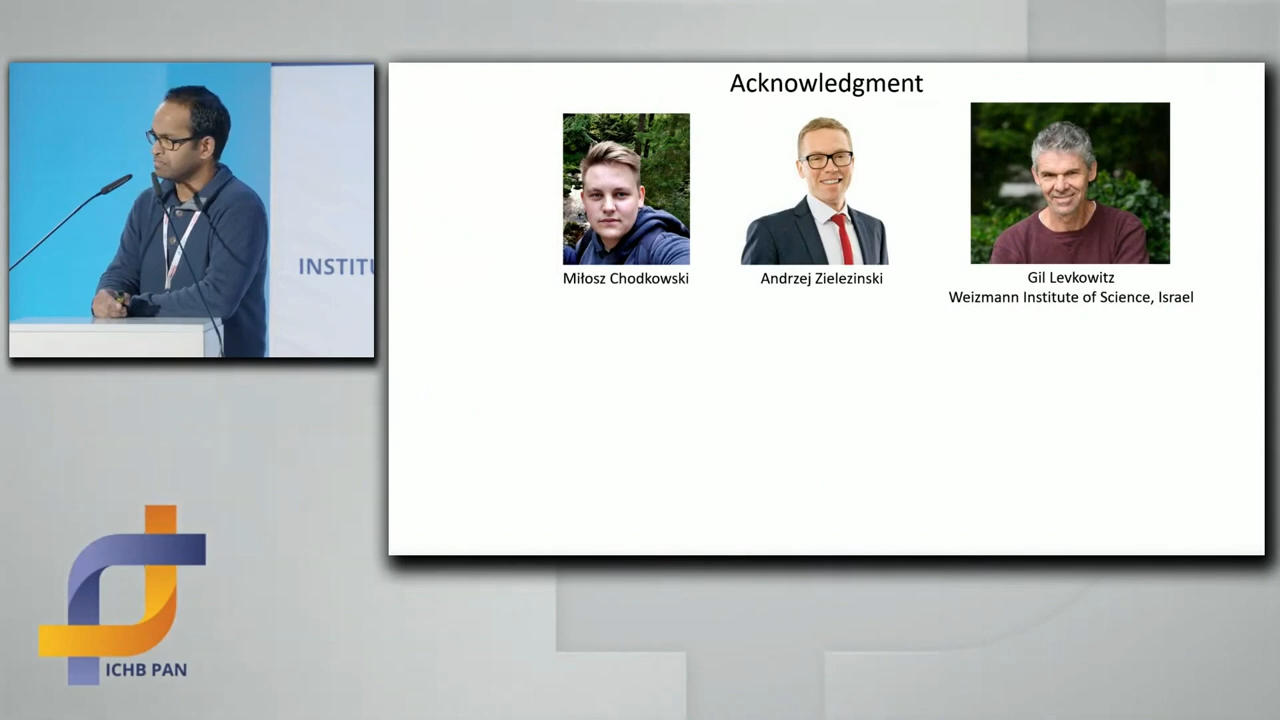 Acknowledgment
Miłosz Chodkowski
Andrzej Zielezinski
Gil Levkowitz
Weizmann Institute of Science, Israel
INSTITU
ICHB PAN